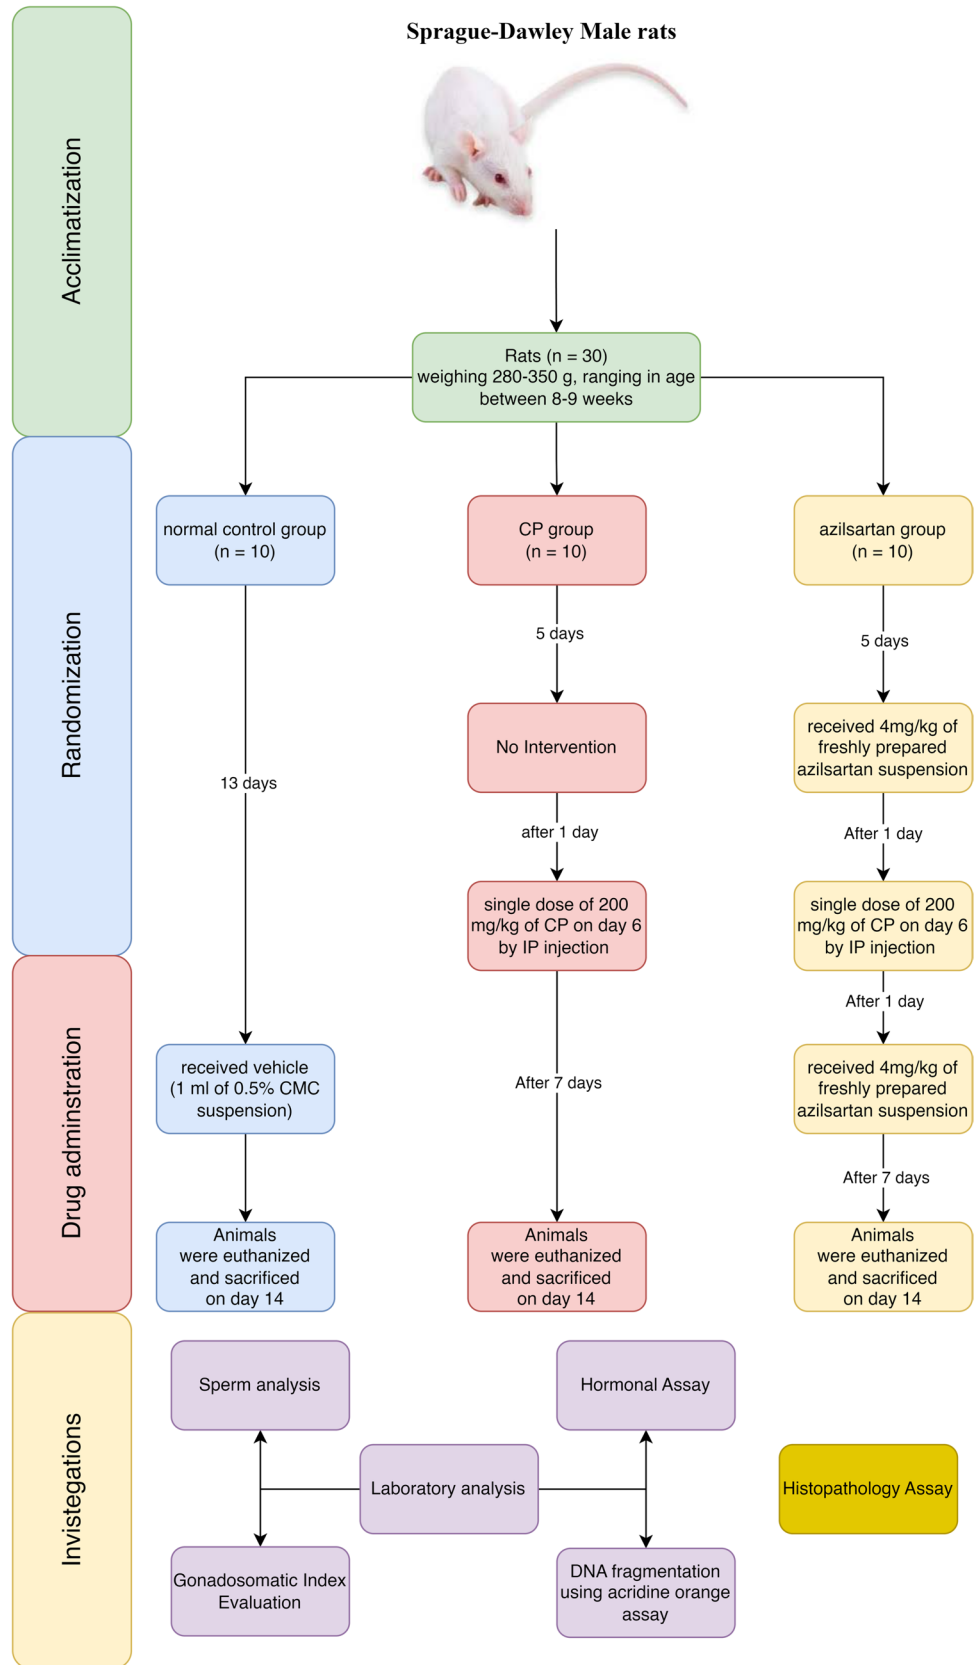 Sprague-Dawley Male rats
Acclimatization
Rats (n = 30)
weighing 280-350 g, ranging in age
between 8-9 weeks
Randomization
normal control group
(n = 10)
CP group
(n = 10)
azilsartan group
(n = 10)
5 days
5 days
No Intervention
received 4mg/kg of
freshly prepared
azilsartan suspension
13 days
after 1 day
After 1 day
single dose of 200
mg/kg of CP on day 6
by IP injection
single dose of 200
mg/kg of CP on day 6
by IP injection
Drug adminstration
After 1 day
received vehicle
(1 ml of 0.5% CMC
suspension)
After 7 days
received 4mg/kg of
freshly prepared
azilsartan suspension
After 7 days
Animals
were euthanized
and sacrificed
on day 14
Animals
were euthanized
and sacrificed
on day 14
Animals
were euthanized
and sacrificed
on day 14
Invistegations
Sperm analysis
Hormonal Assay
Laboratory analysis
Histopathology Assay
Gonadosomatic Index
Evaluation
DNA fragmentation
using acridine orange
assay